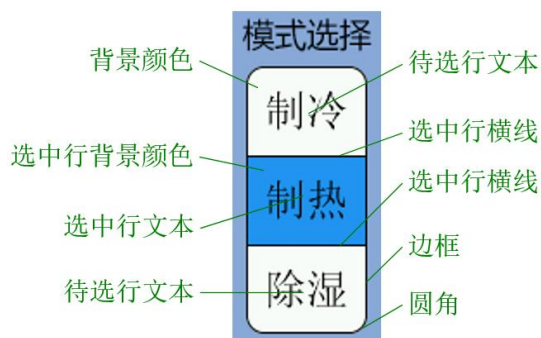 模式选择
背景颜色
待选行文本
制冷
选中行横线
选中行背景颜色
选中行横线
制热
选中行文本
边框
待选行文本
除湿
圆角